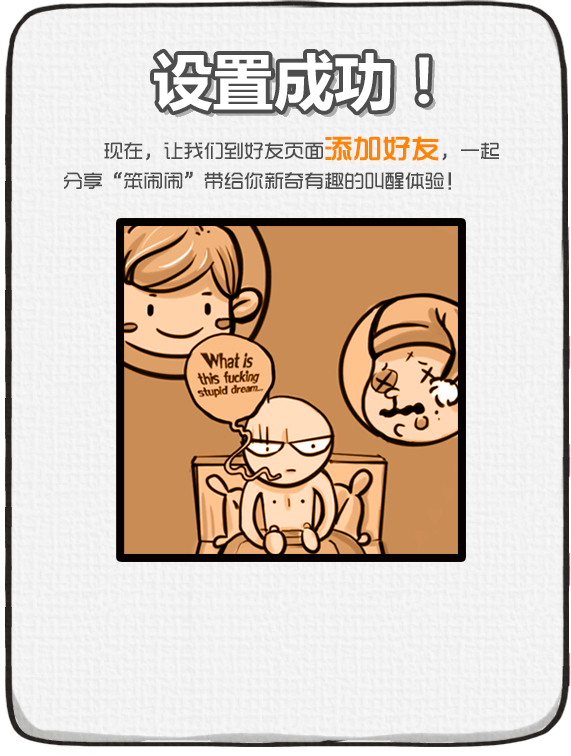 设置成功！
现在，让我们到好友页面添加好友，一起
分享“笨闹闹”带给你新奇有趣的叫醒体验！
What is
this fucking
stupid dream...